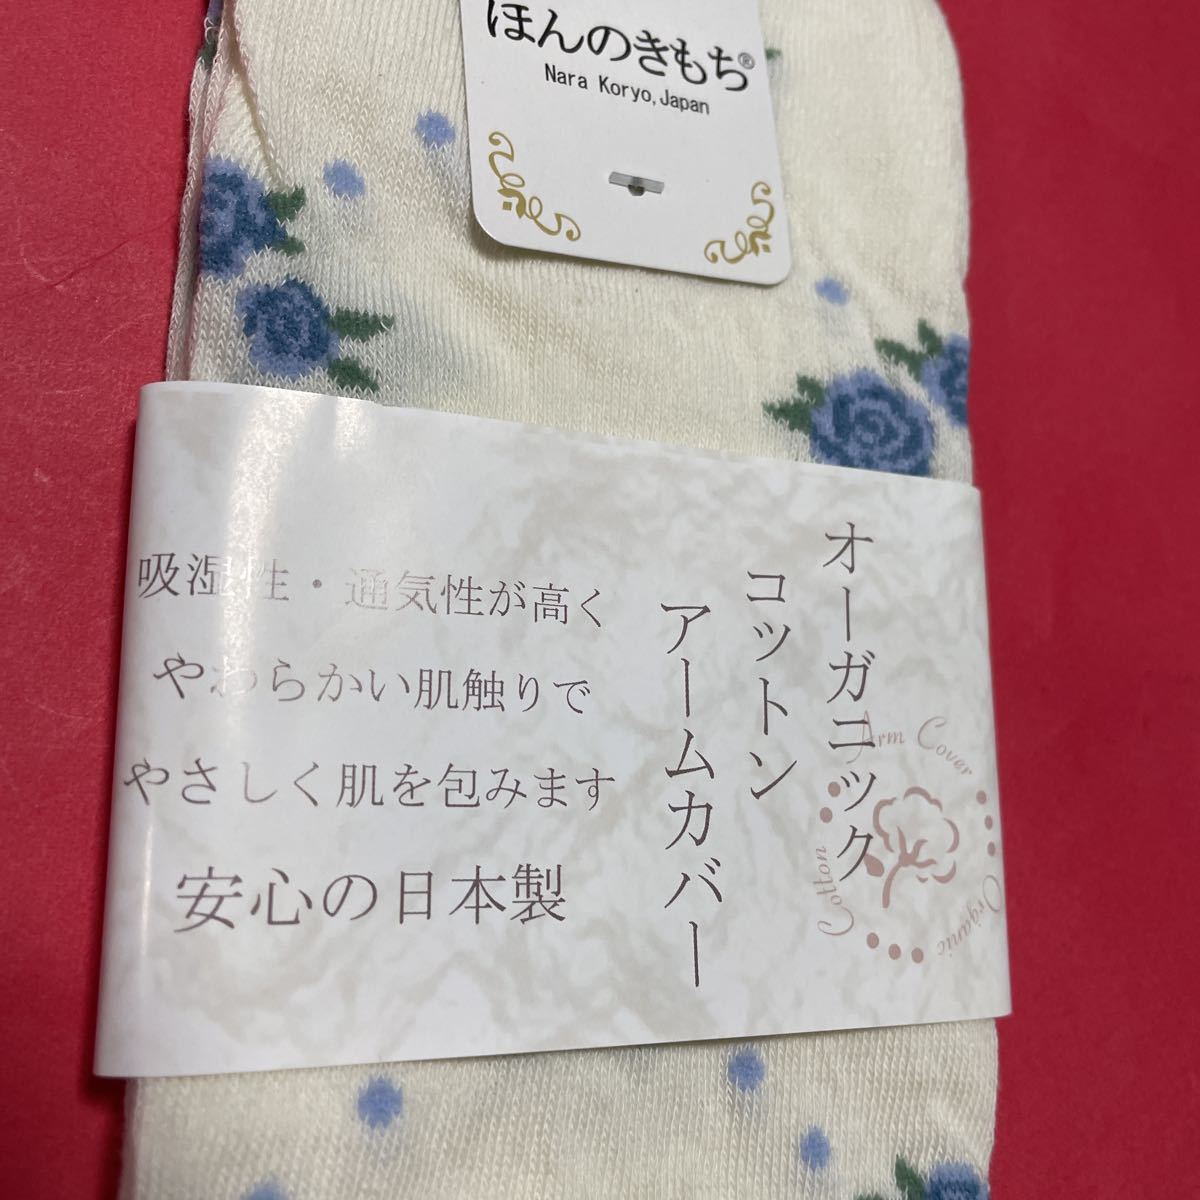 ほんのきもち®
Nara Koryo,Japan
オーガニック
コットン
アームカバー
吸湿性・通気性が高く
やわらかい肌触りで
やさしく肌を包みます
安心の日本製
Arm Cover
Organic
Cotton